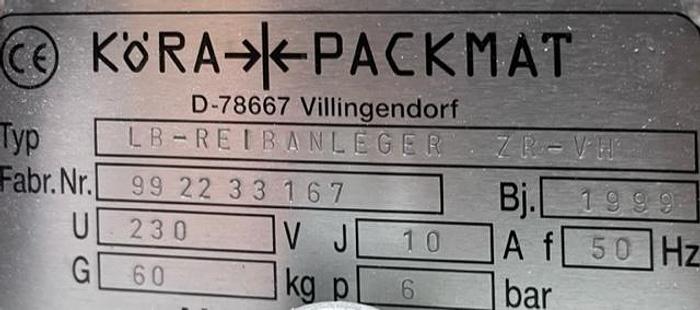 CE KÖRA→|←PACKMAT
D-78667 Villingendorf
Typ LB-REIBANLEGER ZR-VH
Fabr.Nr. 99 22 33 167 Bj. 1999
U 230 V J 10 A f 50 Hz
G 60 kg p 6 bar